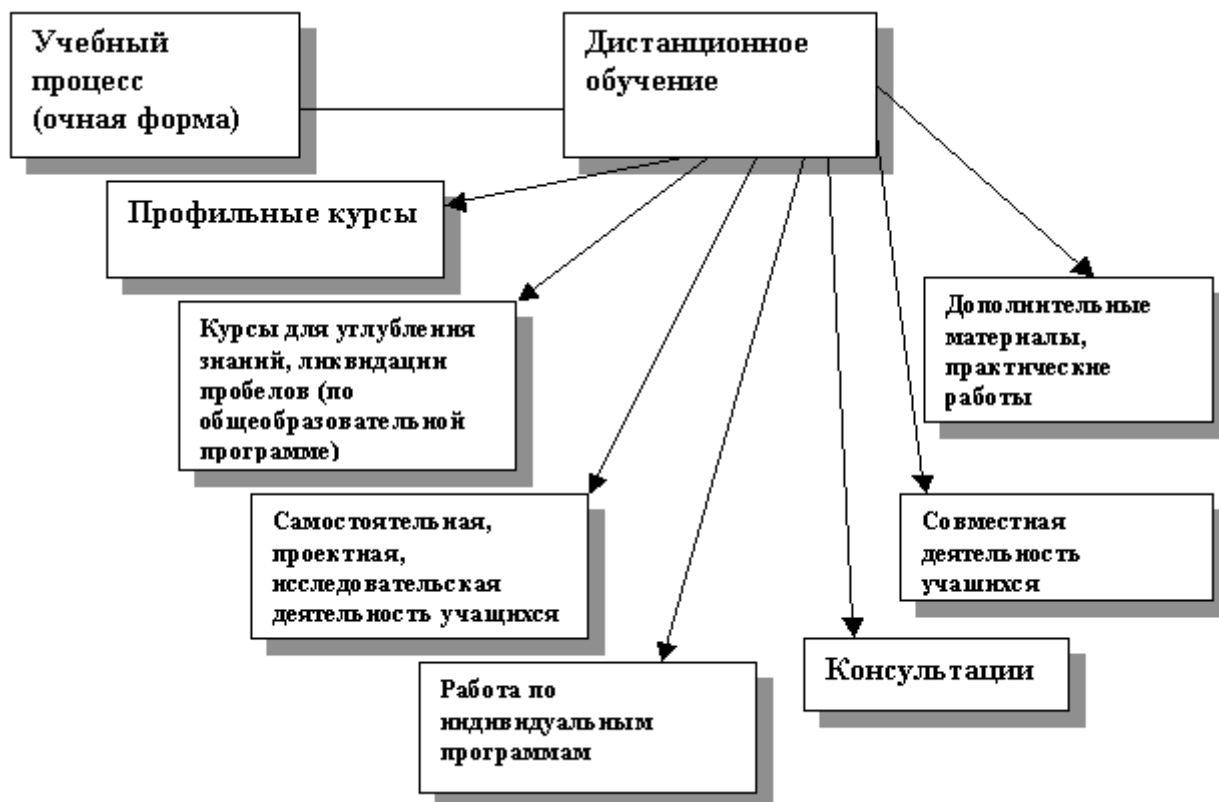 Учебный
процесс
(очная форма)
Дистанционное
обучение
Профильные курсы
Курсы для углубления
знаний, ликвидации
пробелов (по
общеобразовательной
программе)
Дополнительные
материалы,
практические
работы
Самостоятельная,
проектная,
исследовательская
деятельность учащихся
Совместная
деятельность
учашихся
Работа по
индивидуальным
программам
Консультации